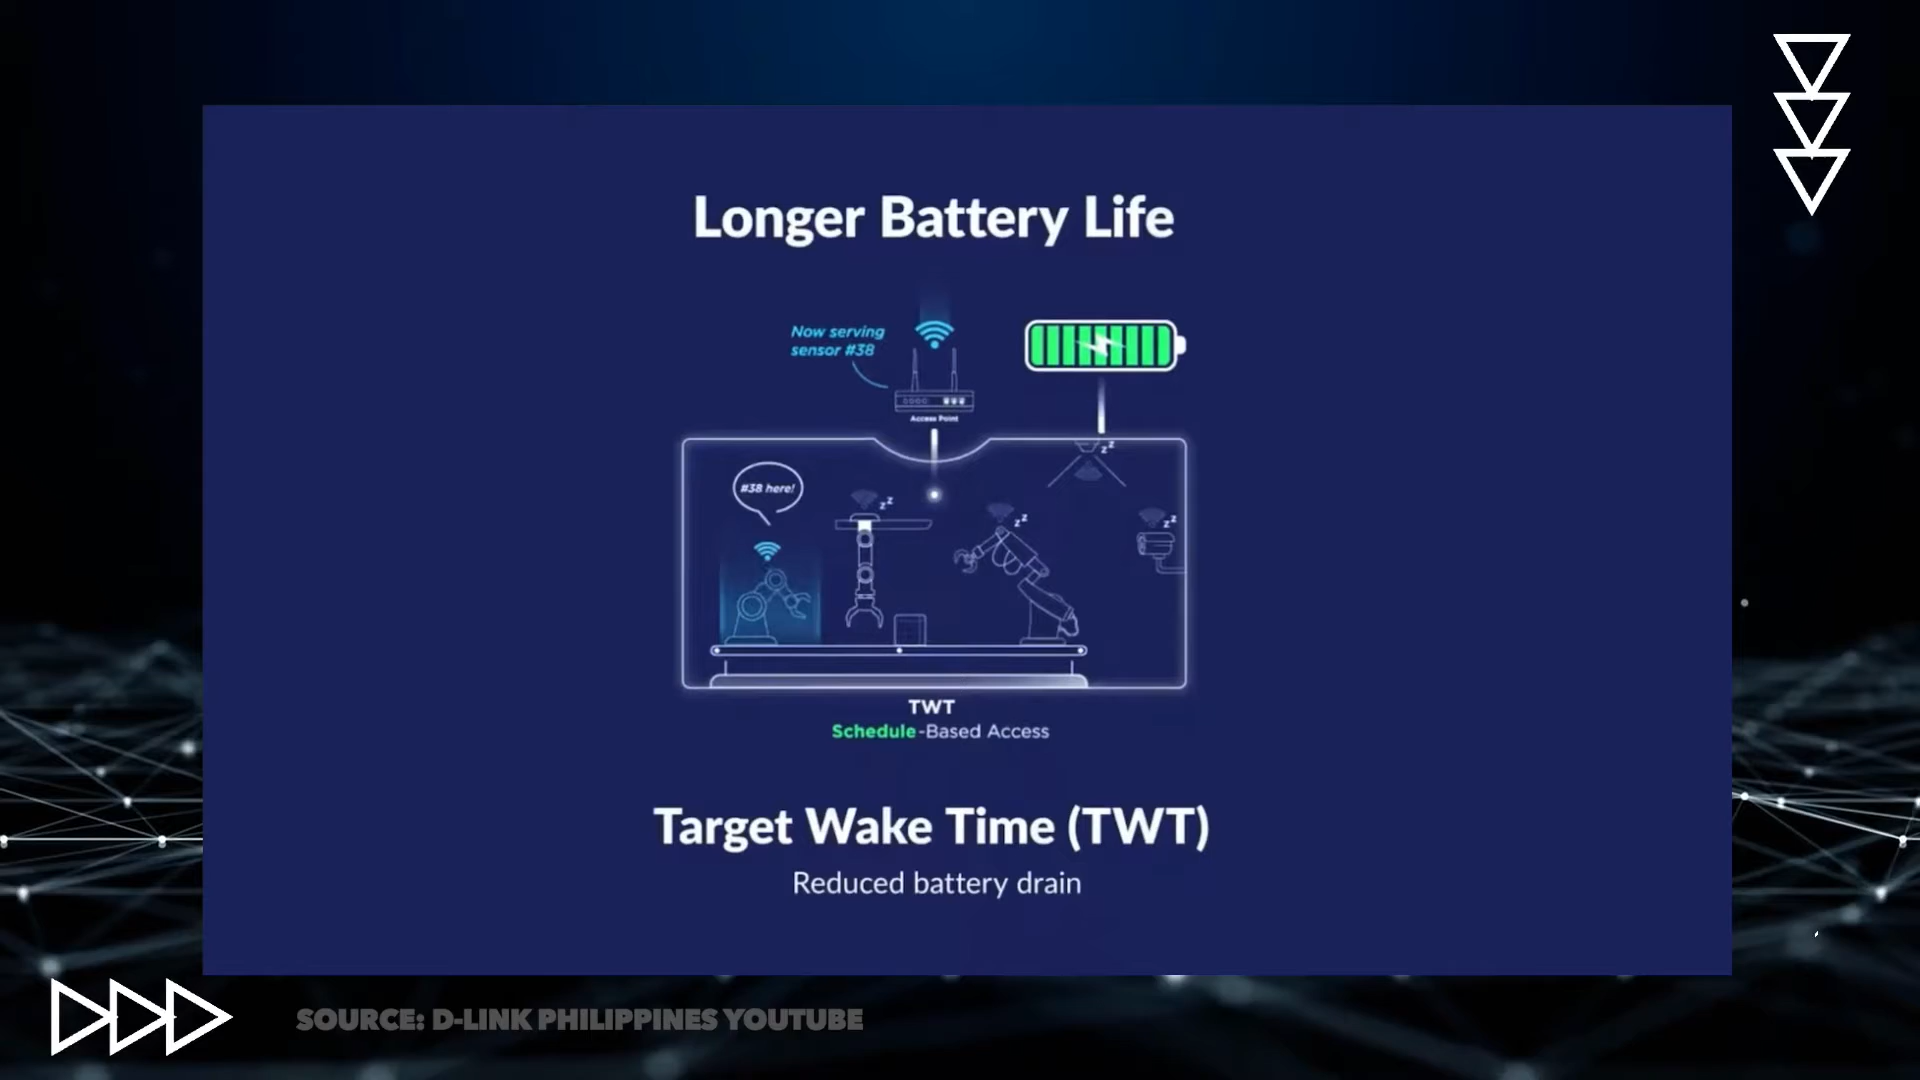 Longer Battery Life
Now serving
sensor #38
Access Point
#38 here!
z z
z z
z z
z z
TWT
Schedule-Based Access
Target Wake Time (TWT)
Reduced battery drain
SOURCE: D-LINK PHILIPPINES YOUTUBE